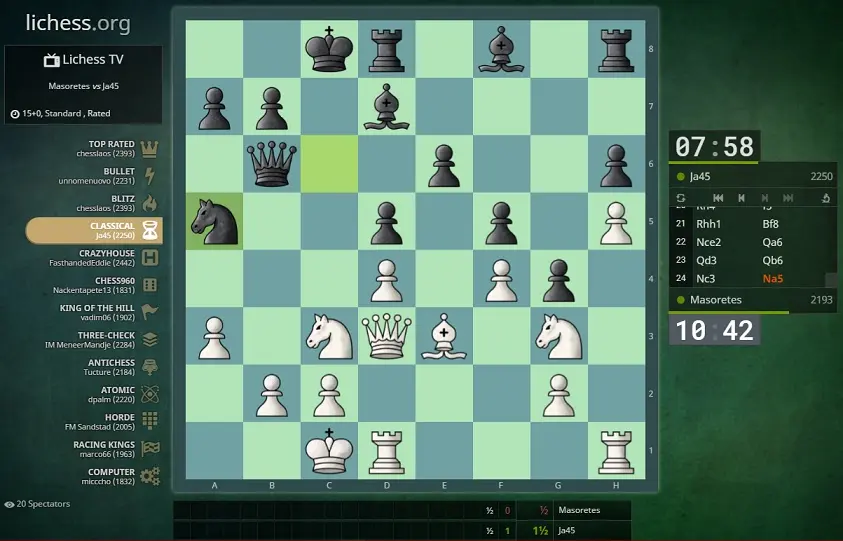 lichess.org
Lichess TV
Masoretes vs Ja45
15+0, Standard , Rated
TOP RATED
chesslaos (2393)
BULLET
unnomenuovo (2231)
BLITZ
chesslaos (2393)
CLASSICAL
Ja45 (2250)
CRAZYHOUSE
FasthandedEddie (2442)
CHESS960
Nackentapete13 (1831)
KING OF THE HILL
vadim06 (1902)
THREE-CHECK
IM MeneerMandje (2284)
ANTICHESS
Tucture (2184)
ATOMIC
dpalm (2220)
HORDE
FM Sandstad (2005)
RACING KINGS
marco66 (1963)
COMPUTER
micccho (1832)
20 Spectators
8
7
6
5
4
3
2
1
A B C D E F G H
07:58
Ja45 2250
21 Rhh1 Bf8
22 Nce2 Qa6
23 Qd3 Qb6
24 Nc3 Na5
Masoretes 2193
10:42
½ 0 ½ Masoretes
½ 1 1½ Ja45